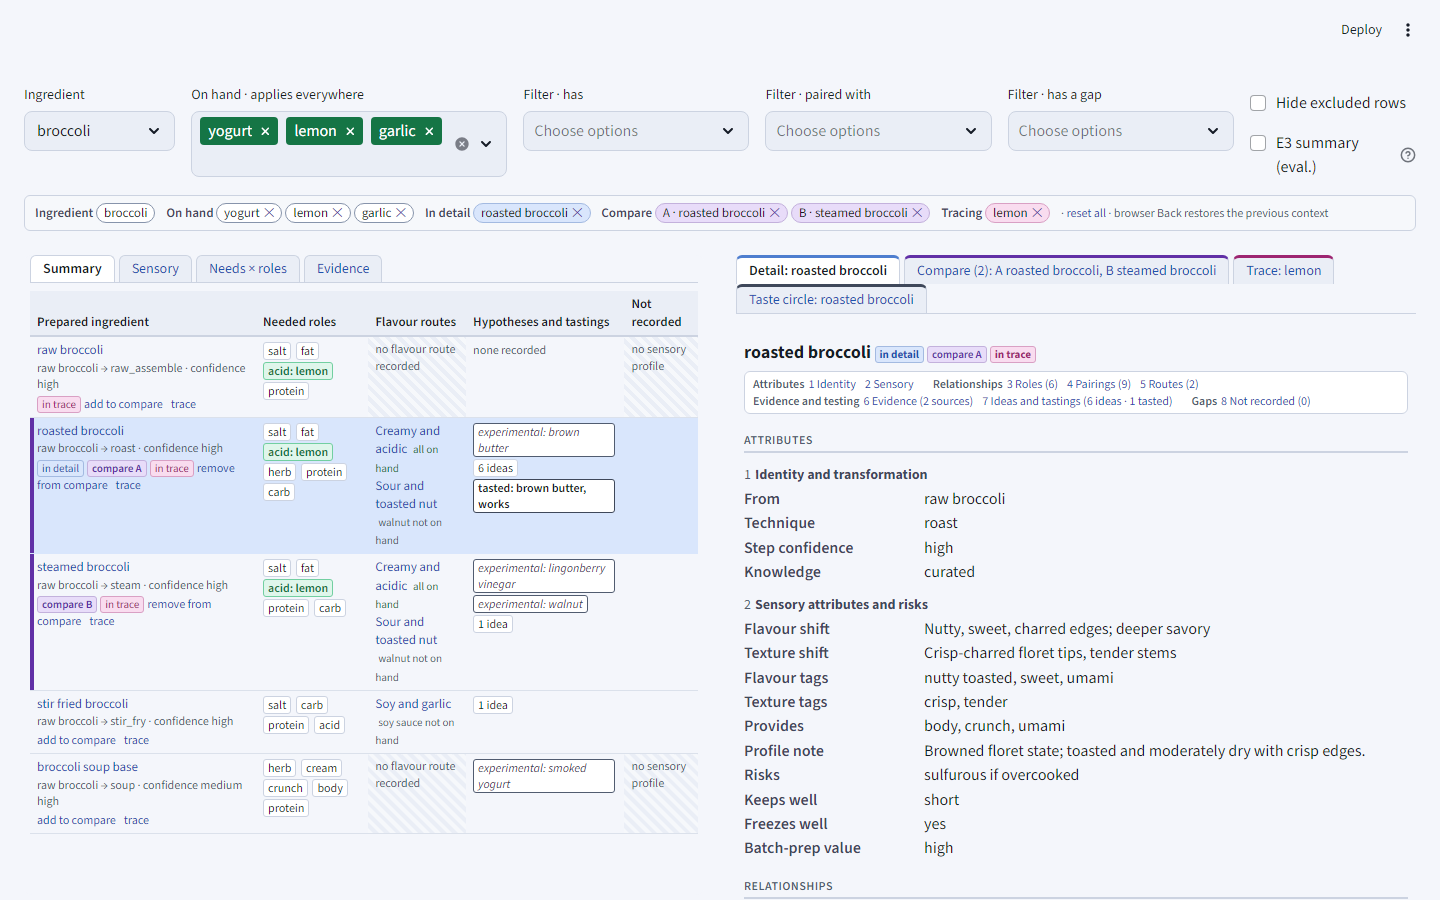 Deploy
Ingredient
On hand · applies everywhere
Filter · has
Filter · paired with
Filter · has a gap
broccoli
yogurt ×
lemon ×
garlic ×
Choose options
Choose options
Choose options
Hide excluded rows
E3 summary
(eval.)
Ingredient broccoli On hand yogurt × lemon × garlic × In detail roasted broccoli × Compare A · roasted broccoli × B · steamed broccoli × Tracing lemon × · reset all · browser Back restores the previous context
Summary
Sensory
Needs × roles
Evidence
Prepared ingredient
Needed roles
Flavour routes
Hypotheses and tastings
Not
recorded
raw broccoli
raw broccoli → raw_assemble · confidence
high
in trace add to compare trace
salt fat
acid: lemon
protein
no flavour route
recorded
none recorded
no sensory
profile
roasted broccoli
raw broccoli → roast · confidence high
in detail compare A in trace remove
from compare trace
salt fat
acid: lemon
herb protein
carb
Creamy and
acidic all on
hand
Sour and
toasted nut
walnut not on
hand
experimental: brown
butter
6 ideas
tasted: brown butter,
works
steamed broccoli
raw broccoli → steam · confidence high
compare B in trace remove from
compare trace
salt fat
acid: lemon
protein carb
Creamy and
acidic all on
hand
Sour and
toasted nut
walnut not on
hand
experimental: lingonberry
vinegar
experimental: walnut
1 idea
stir fried broccoli
raw broccoli → stir_fry · confidence high
add to compare trace
salt carb
protein acid
Soy and garlic
soy sauce not on
hand
1 idea
broccoli soup base
raw broccoli → soup · confidence medium
high
add to compare trace
herb cream
crunch body
protein
no flavour route
recorded
experimental: smoked
yogurt
no sensory
profile
Detail: roasted broccoli
Compare (2): A roasted broccoli, B steamed broccoli
Trace: lemon
Taste circle: roasted broccoli
roasted broccoli in detail compare A in trace
Attributes 1 Identity 2 Sensory Relationships 3 Roles (6) 4 Pairings (9) 5 Routes (2)
Evidence and testing 6 Evidence (2 sources) 7 Ideas and tastings (6 ideas · 1 tasted) Gaps 8 Not recorded (0)
ATTRIBUTES
1 Identity and transformation
From raw broccoli
Technique roast
Step confidence high
Knowledge curated
2 Sensory attributes and risks
Flavour shift Nutty, sweet, charred edges; deeper savory
Texture shift Crisp-charred floret tips, tender stems
Flavour tags nutty toasted, sweet, umami
Texture tags crisp, tender
Provides body, crunch, umami
Profile note Browned floret state; toasted and moderately dry with crisp edges.
Risks sulfurous if overcooked
Keeps well short
Freezes well yes
Batch-prep value high
RELATIONSHIPS